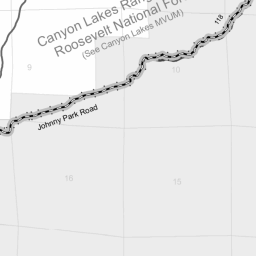 Canyon Lakes Rang
Roosevelt National For
(See Canyon Lakes MVUM)
118
9
10
Johnny Park Road
16
15